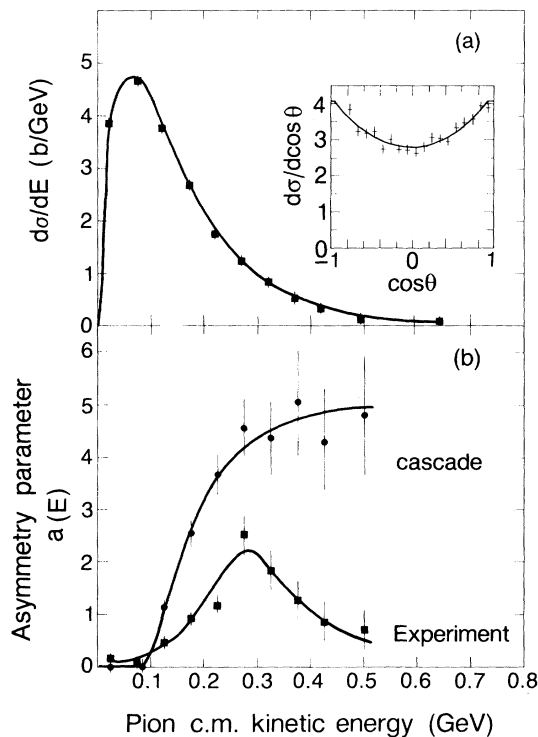 (a)
5
4
3
2
1
0
dσ/dE (b/GeV)
4
3
2
1
0
dσ/dcosθ
-1 0 1
cosθ
(b)
6
5
4
3
2
1
0
Asymmetry parameter
a (E)
cascade
Experiment
0.1 0.2 0.3 0.4 0.5 0.6 0.7 0.8
Pion c.m. kinetic energy (GeV)